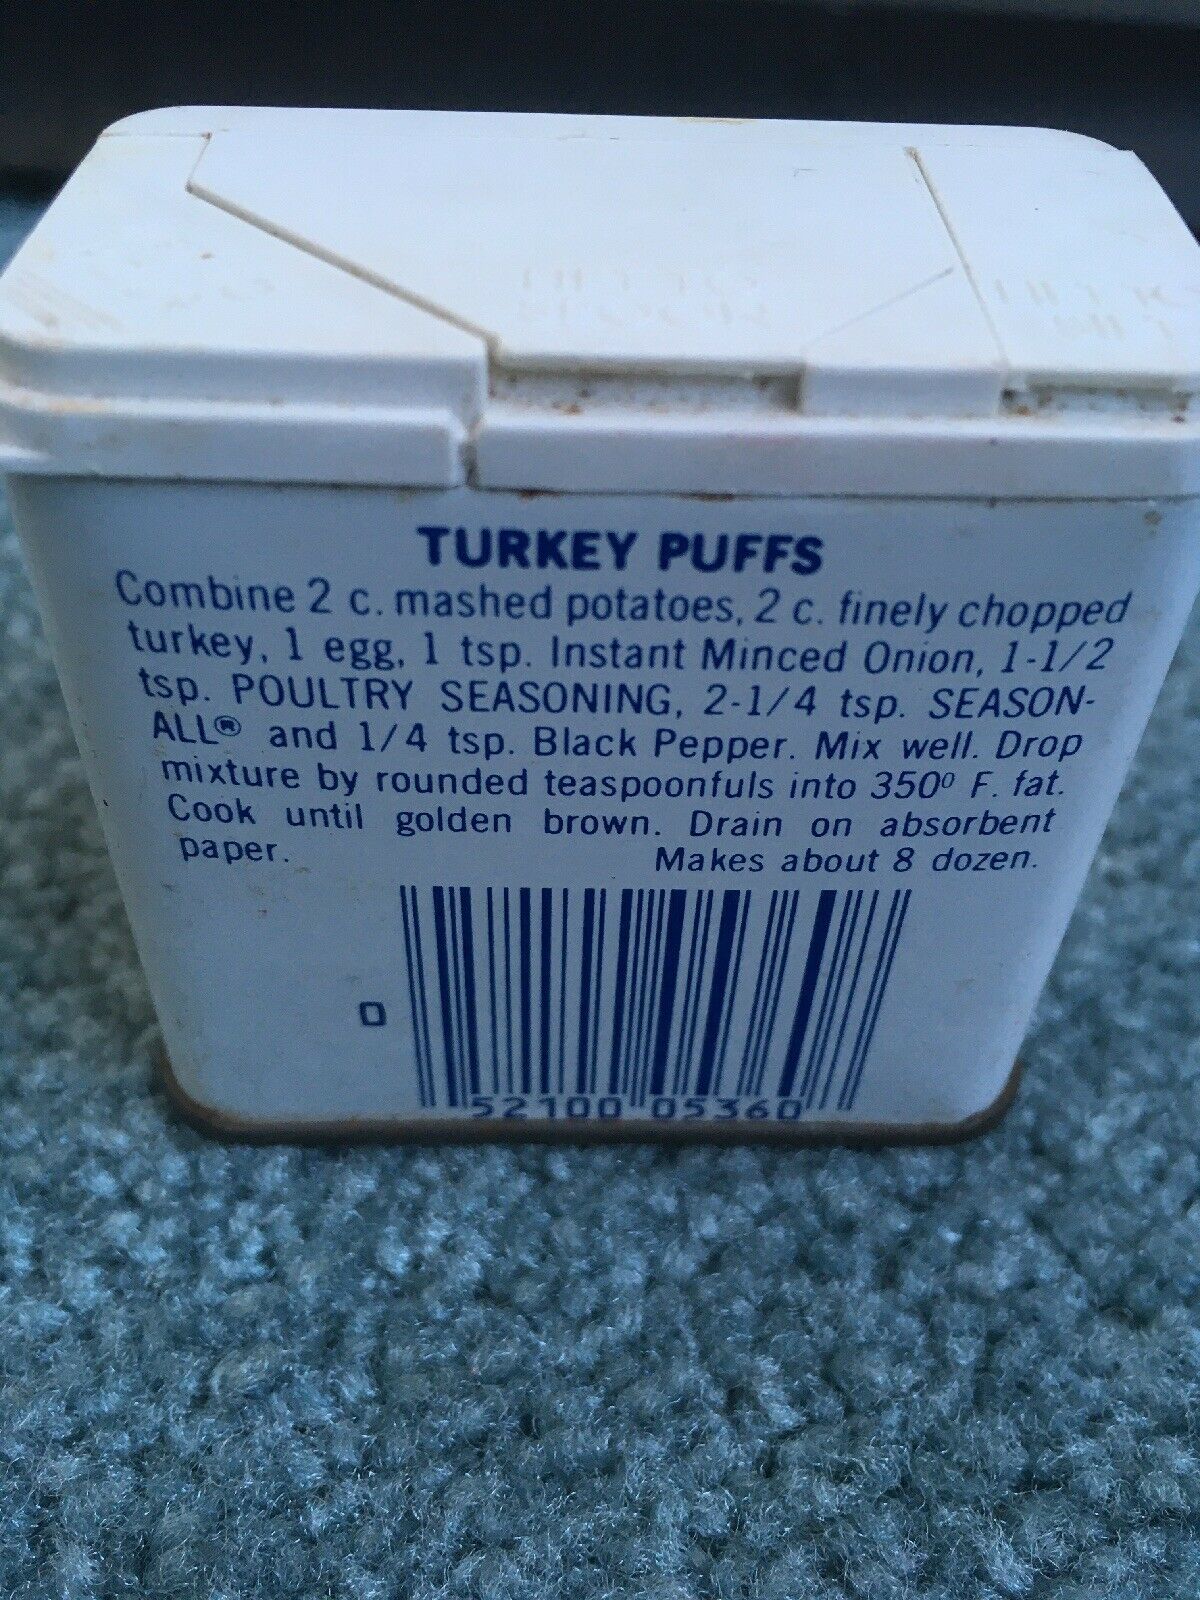 LIFT TO
TURKEY PUFFS
Combine 2 c. mashed potatoes, 2 c. finely chopped
turkey, 1 egg, 1 tsp. Instant Minced Onion, 1-1/2
tsp. POULTRY SEASONING, 2-1/4 tsp. SEASON-
ALL® and 1/4 tsp. Black Pepper. Mix well. Drop
mixture by rounded teaspoonfuls into 350º F. fat.
Cook until golden brown. Drain on absorbent
paper. Makes about 8 dozen.
0
52100 05360